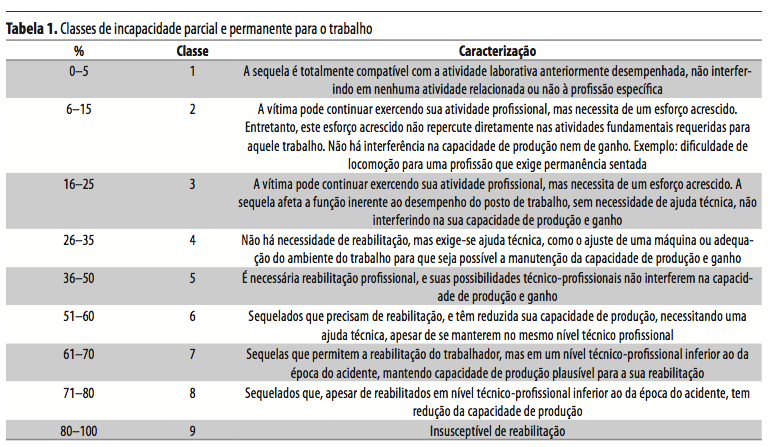 Tabela 1. Classes de incapacidade parcial e permanente para o trabalho
% Classe Caracterização
0–5 1 A sequela é totalmente compatível com a atividade laborativa anteriormente desempenhada, não interfer-
indo em nenhuma atividade relacionada ou não à profissão específica
6–15 2 A vítima pode continuar exercendo sua atividade profissional, mas necessita de um esforço acrescido.
Entretanto, este esforço acrescido não repercute diretamente nas atividades fundamentais requeridas para
aquele trabalho. Não há interferência na capacidade de produção nem de ganho. Exemplo: dificuldade de
locomoção para uma profissão que exige permanência sentada
16–25 3 A vítima pode continuar exercendo sua atividade profissional, mas necessita de um esforço acrescido. A
sequela afeta a função inerente ao desempenho do posto de trabalho, sem necessidade de ajuda técnica, não
interferindo na sua capacidade de produção e ganho
26–35 4 Não há necessidade de reabilitação, mas exige-se ajuda técnica, como o ajuste de uma máquina ou adequa-
ção do ambiente do trabalho para que seja possível a manutenção da capacidade de produção e ganho
36–50 5 É necessária reabilitação profissional, e suas possibilidades técnico-profissionais não interferem na capacid-
ade de produção e ganho
51–60 6 Sequelados que precisam de reabilitação, e têm reduzida sua capacidade de produção, necessitando uma
ajuda técnica, apesar de se manterem no mesmo nível técnico profissional
61–70 7 Sequelas que permitem a reabilitação do trabalhador, mas em um nível técnico-profissional inferior ao da
época do acidente, mantendo capacidade de produção plausível para a sua reabilitação
71–80 8 Sequelados que, apesar de reabilitados em nível técnico-profissional inferior ao da época do acidente, tem
redução da capacidade de produção
80–100 9 Insusceptível de reabilitação